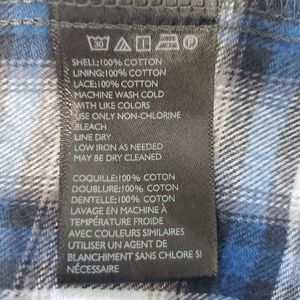 SHELL:100% COTTON
LINING:100% COTTON
LACE:100% COTTON
MACHINE WASH COLD
WITH LIKE COLORS
USE ONLY NON-CHLORINE
BLEACH
LINE DRY
LOW IRON AS NEEDED
MAY BE DRY CLEANED
COQUILLE:100% COTON
DOUBLURE:100% COTON
DENTELLE:100% COTON
LAVAGE EN MACHINE À
TEMPÉRATURE FROIDE
AVEC COULEURS SIMILAIRES
UTILISER UN AGENT DE
BLANCHIMENT SANS CHLORE SI
NÉCESSAIRE